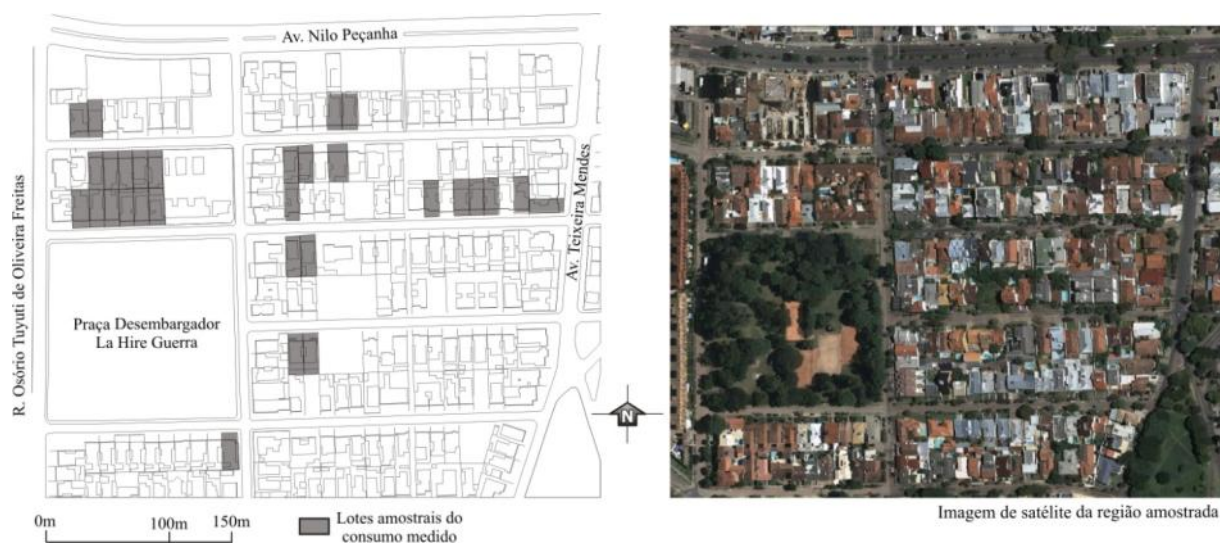 Av. Nilo Peçanha
R. Osório Tuyuti de Oliveira Freitas
Av. Teixeira Mendes
Praça Desembargador
La Hire Guerra
N
0m
100m
150m
Lotes amostrais do
consumo medido
Imagem de satélite da região amostrada